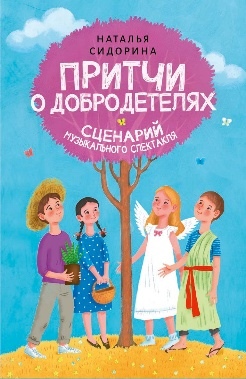 НАТАЛЬЯ
СИДОРИНА
ПРИТЧИ
О ДОБРОДЕТЕЛЯХ
СЦЕНАРИЙ
МУЗЫКАЛЬНОГО СПЕКТАКЛЯ